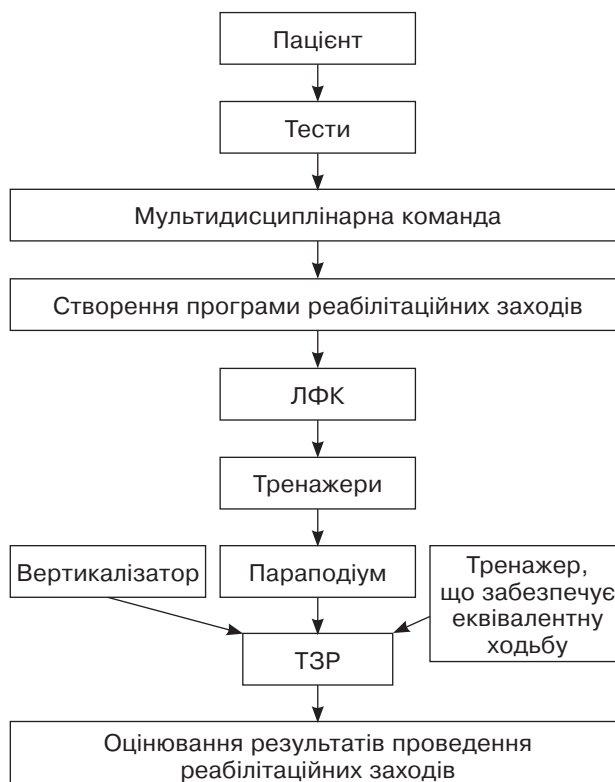 Пацієнт
Тести
Мультидисциплінарна команда
Створення програми реабілітаційних заходів
ЛФК
Тренажери
Вертикалізатор
Параподіум
Тренажер,
що забезпечує
еквівалентну
ходьбу
ТЗР
Оцінювання результатів проведення
реабілітаційних заходів